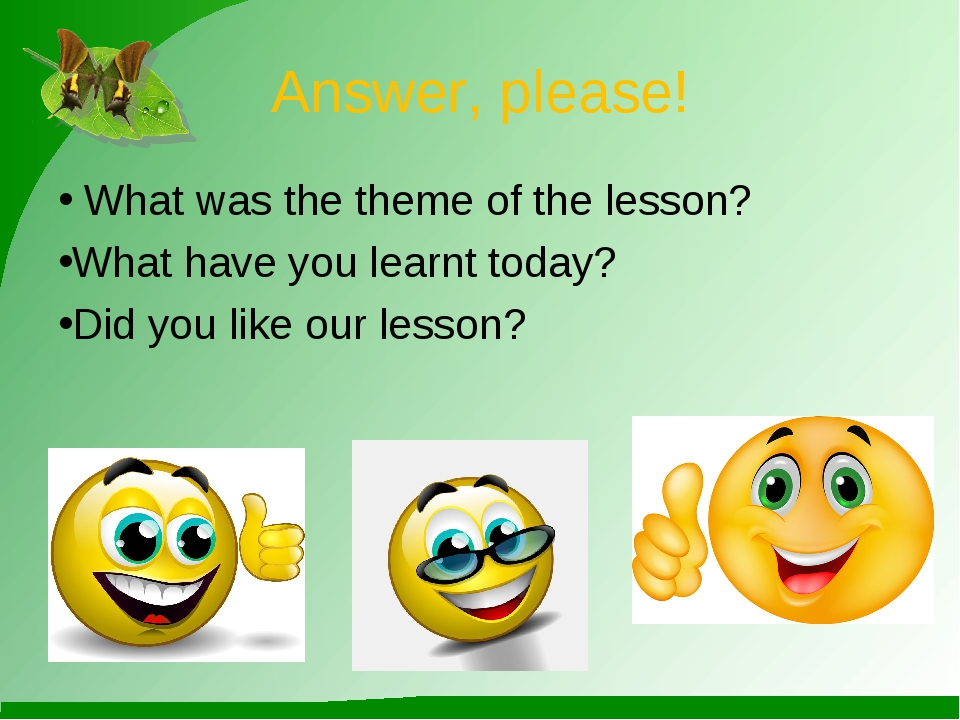 Answer, please!
• What was the theme of the lesson?
•What have you learnt today?
•Did you like our lesson?